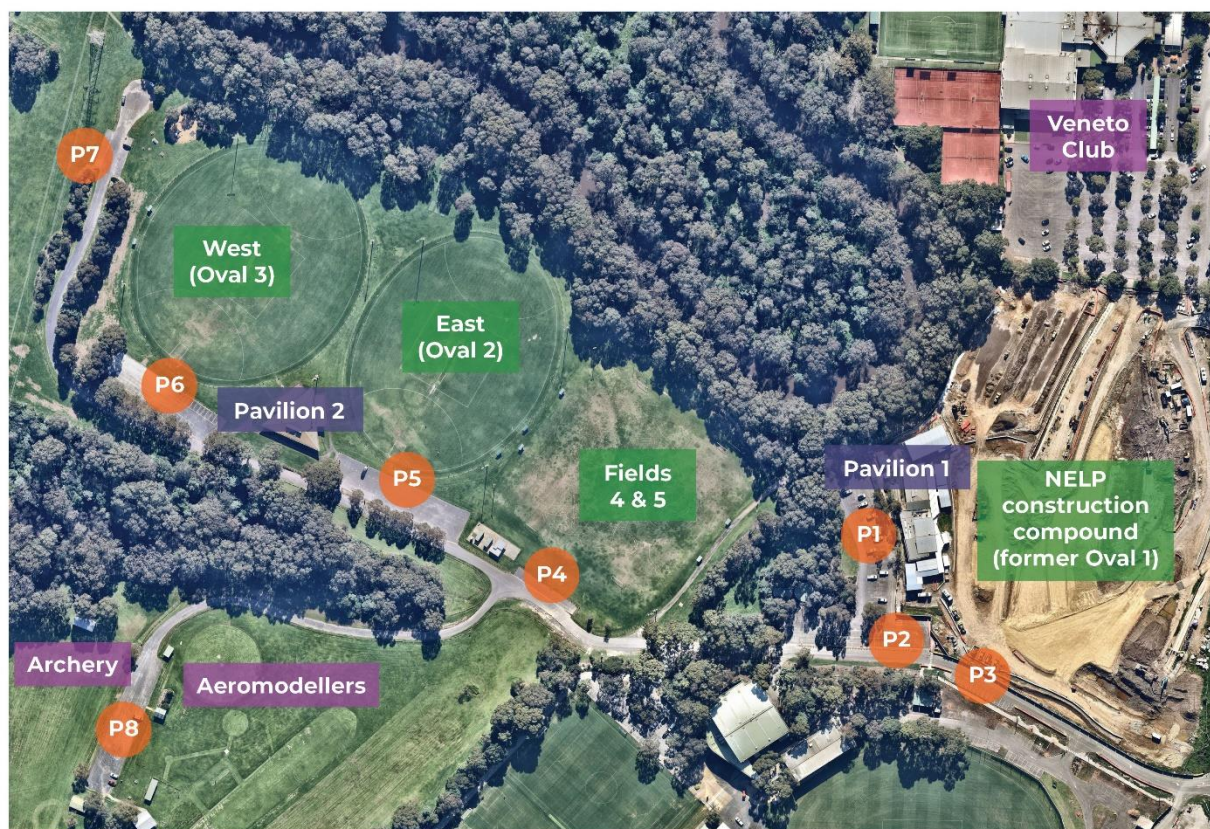 Veneto
Club
P7
West
(Oval 3)
East
(Oval 2)
P6
Pavilion 2
P5
Fields
4 & 5
Pavilion 1
NELP
construction
compound
(former Oval 1)
P1
P4
P2
P3
Archery
Aeromodellers
P8